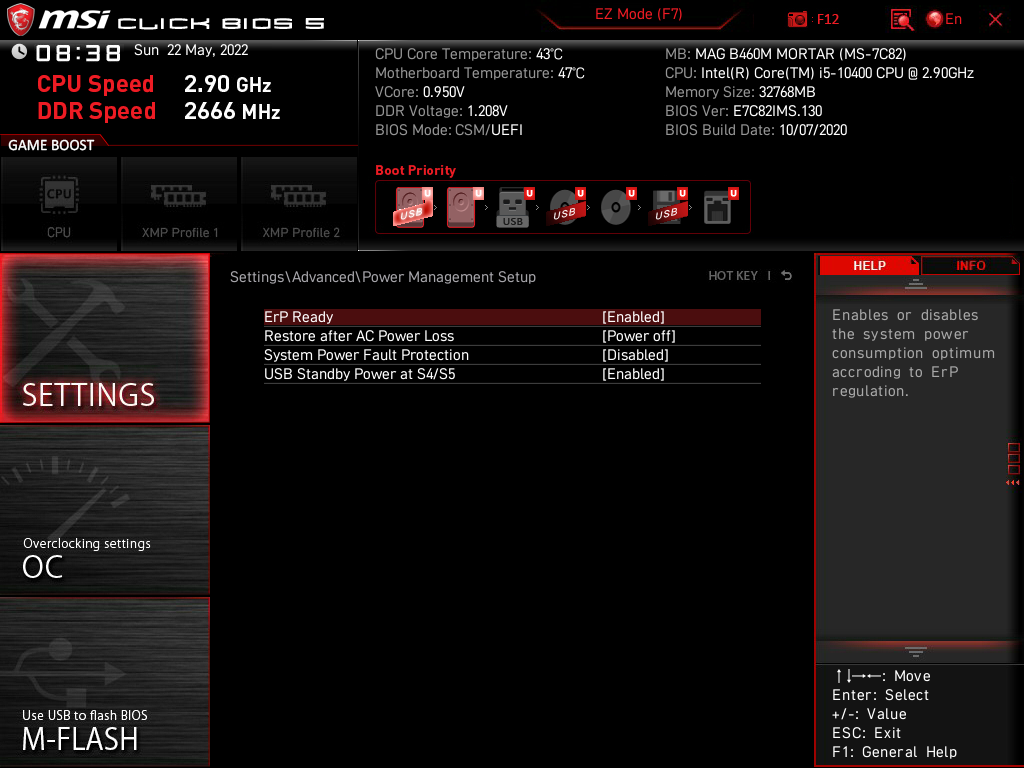 msi CLICK BIOS 5
EZ Mode (F7)
: F12
En
08:38 Sun 22 May, 2022
CPU Speed 2.90 GHz
DDR Speed 2666 MHz
CPU Core Temperature: 43℃
Motherboard Temperature: 47℃
VCore: 0.950V
DDR Voltage: 1.208V
BIOS Mode: CSM/UEFI
MB: MAG B460M MORTAR (MS-7C82)
CPU: Intel(R) Core(TM) i5-10400 CPU @ 2.90GHz
Memory Size: 32768MB
BIOS Ver: E7C82IMS.130
BIOS Build Date: 10/07/2020
GAME BOOST
CPU
CPU
XMP Profile 1
XMP Profile 2
Boot Priority
U U U U U U U
USB USB USB USB
SETTINGS
Overclocking settings
OC
Use USB to flash BIOS
M-FLASH
Settings\Advanced\Power Management Setup
HOT KEY |
ErP Ready [Enabled]
Restore after AC Power Loss [Power off]
System Power Fault Protection [Disabled]
USB Standby Power at S4/S5 [Enabled]
HELP INFO
Enables or disables
the system power
consumption optimum
accroding to ErP
regulation.
↑↓→←: Move
Enter: Select
+/-: Value
ESC: Exit
F1: General Help